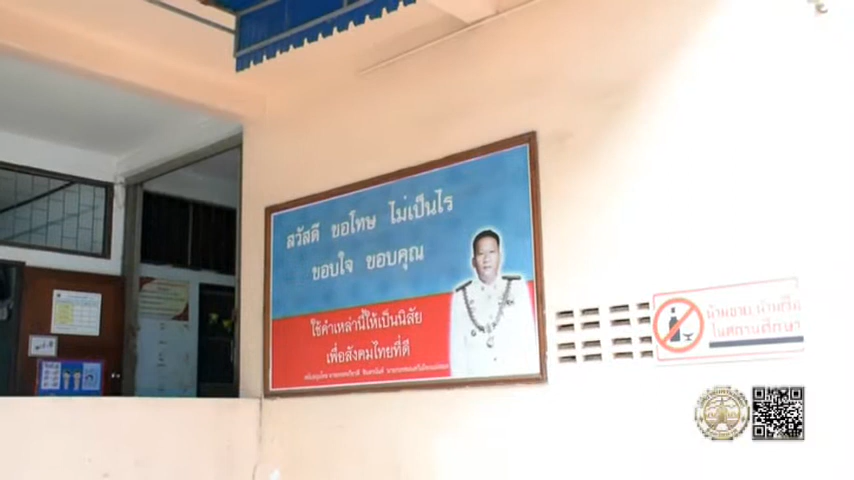 สวัสดี ขอโทษ ไม่เป็นไร
ขอบใจ ขอบคุณ
ใช้คำเหล่านี้ให้เป็นนิสัย
เพื่อสังคมไทยที่ดี
ห้ามขาย ห้ามดื่ม
ในสถานศึกษา